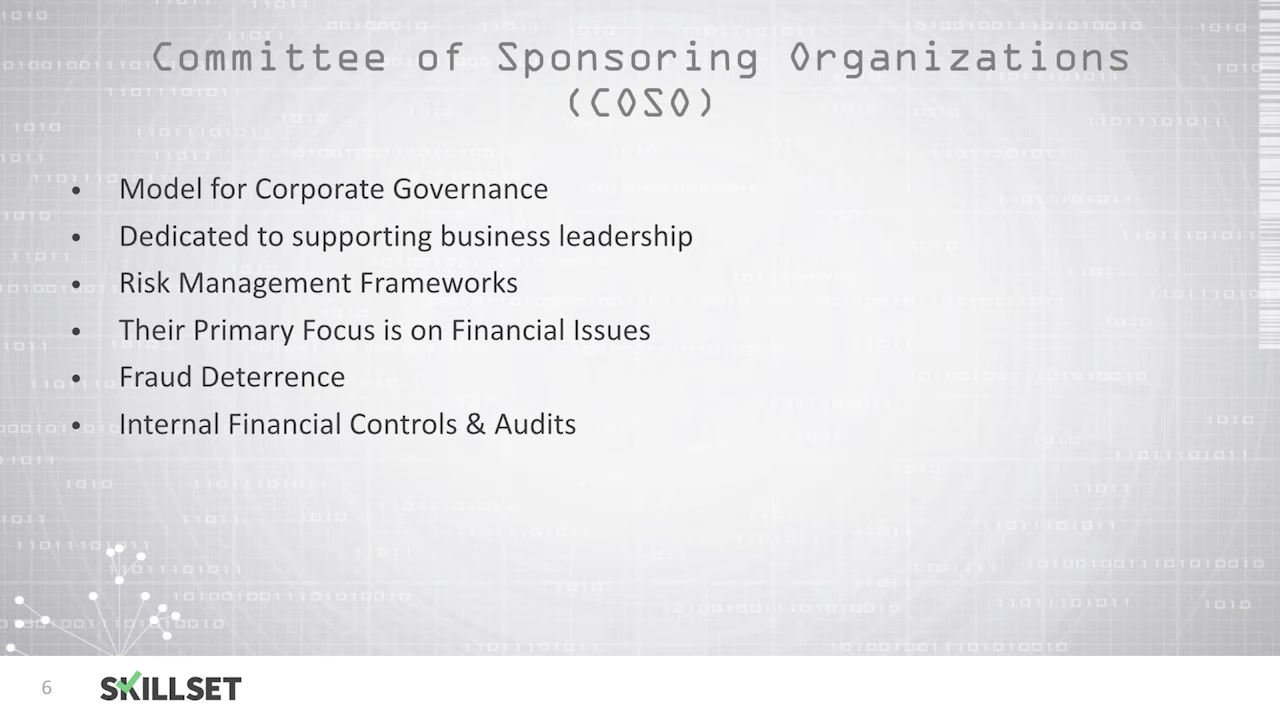 Committee of Sponsoring Organizations
(COSO)
• Model for Corporate Governance
• Dedicated to supporting business leadership
• Risk Management Frameworks
• Their Primary Focus is on Financial Issues
• Fraud Deterrence
• Internal Financial Controls & Audits
6
SKILLSET